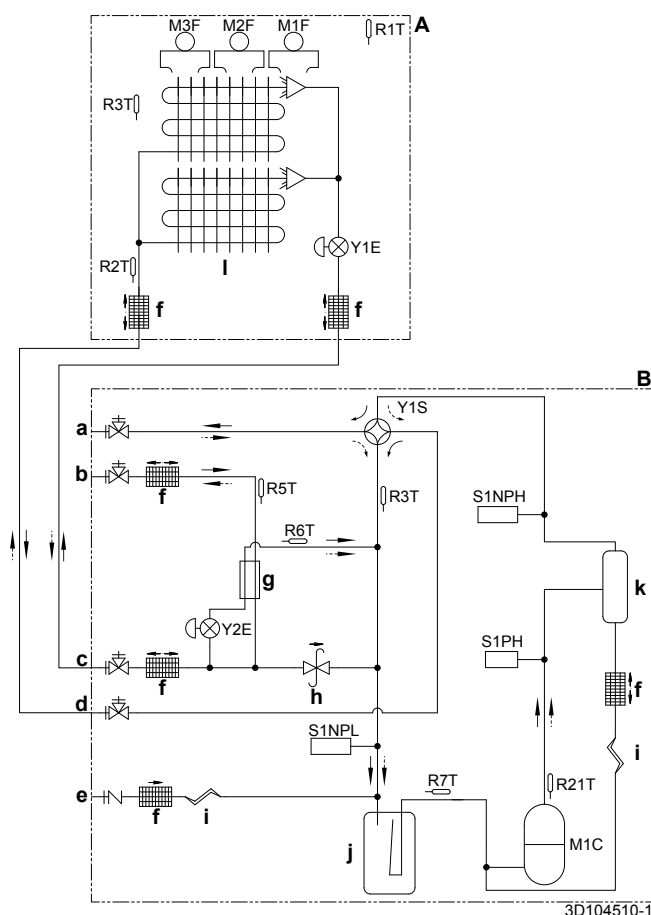 M3F M2F M1F R1T A
R3T
Y1E
R2T
l
f f
B
a Y1S
b
f R5T R3T S1NPH
R6T
g k
Y2E
S1PH
c
f h f
d
S1NPL i
R7T R21T
e
f i
j M1C
3D104510-1